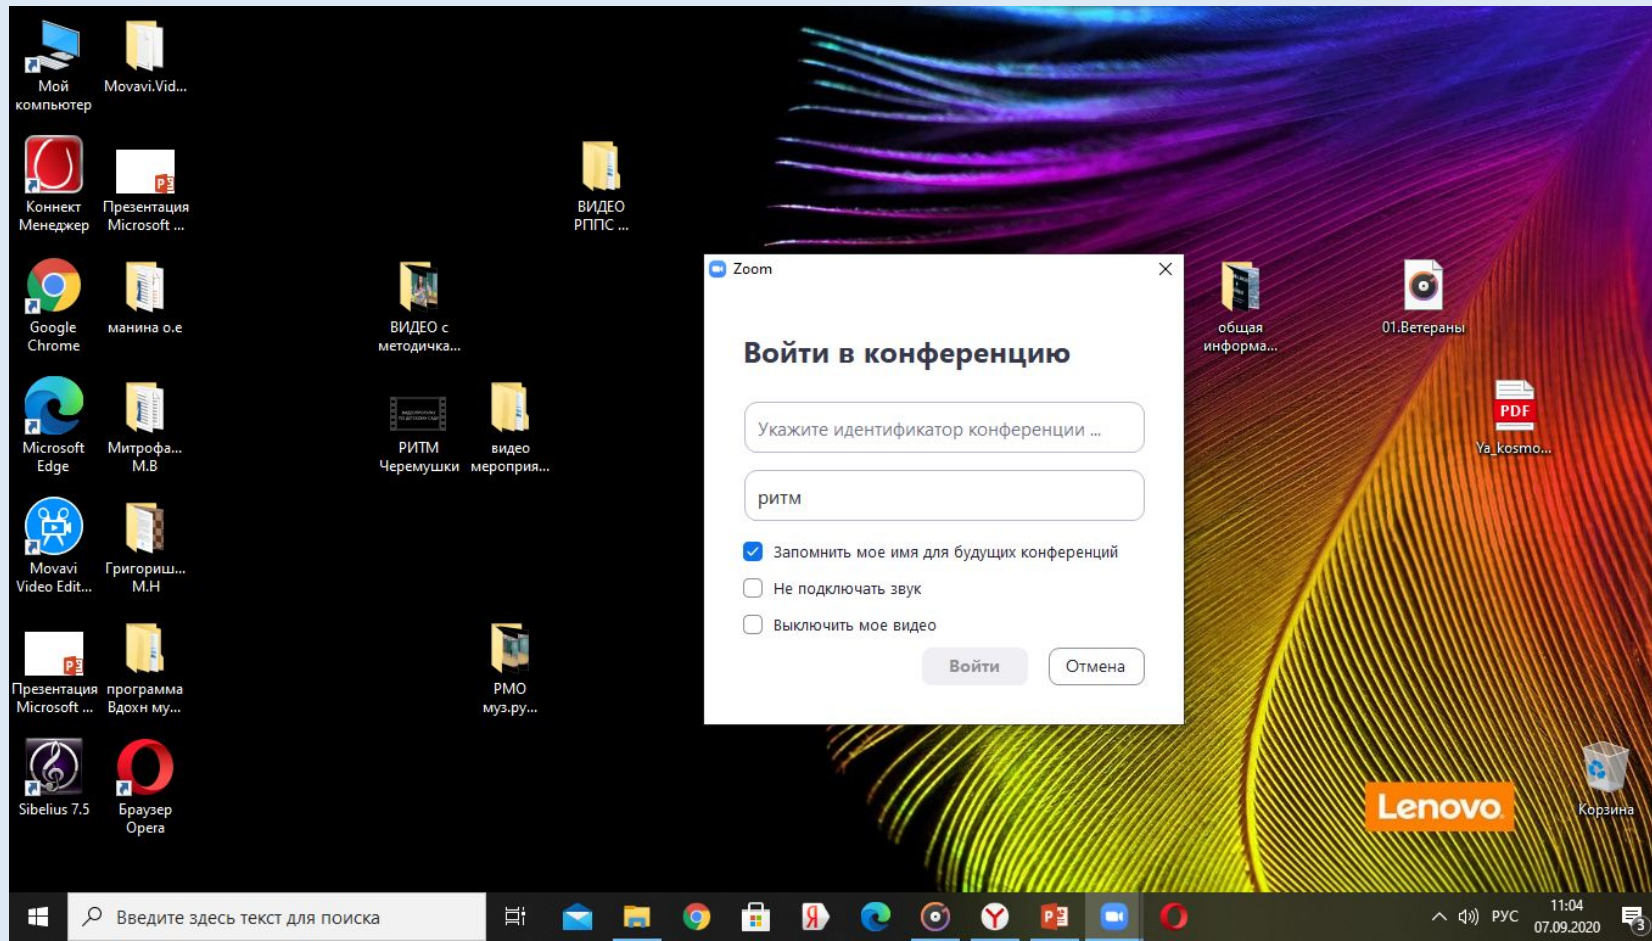 Мой
компьютер
Movavi.Vid...
Коннект
Менеджер
Презентация
Microsoft ...
ВИДЕО
РППС ...
Google
Chrome
манина о.е
ВИДЕО с
методичка...
Zoom
Войти в конференцию
Укажите идентификатор конференции ...
ритм
Запомнить мое имя для будущих конференций
Не подключать звук
Выключить мое видео
Войти
Отмена
общая
информа...
01.Ветераны
PDF
Ya_kosmo...
Microsoft
Edge
Митрофа...
М.В
РИТМ
Черемушки
видео
мероприя...
Movavi
Video Edit...
Григориш...
М.Н
Презентация
Microsoft ...
программа
Вдохн му...
РМО
муз.ру...
Sibelius 7.5
Браузер
Opera
Lenovo
Корзина
Введите здесь текст для поиска
РУС
11:04
07.09.2020
3